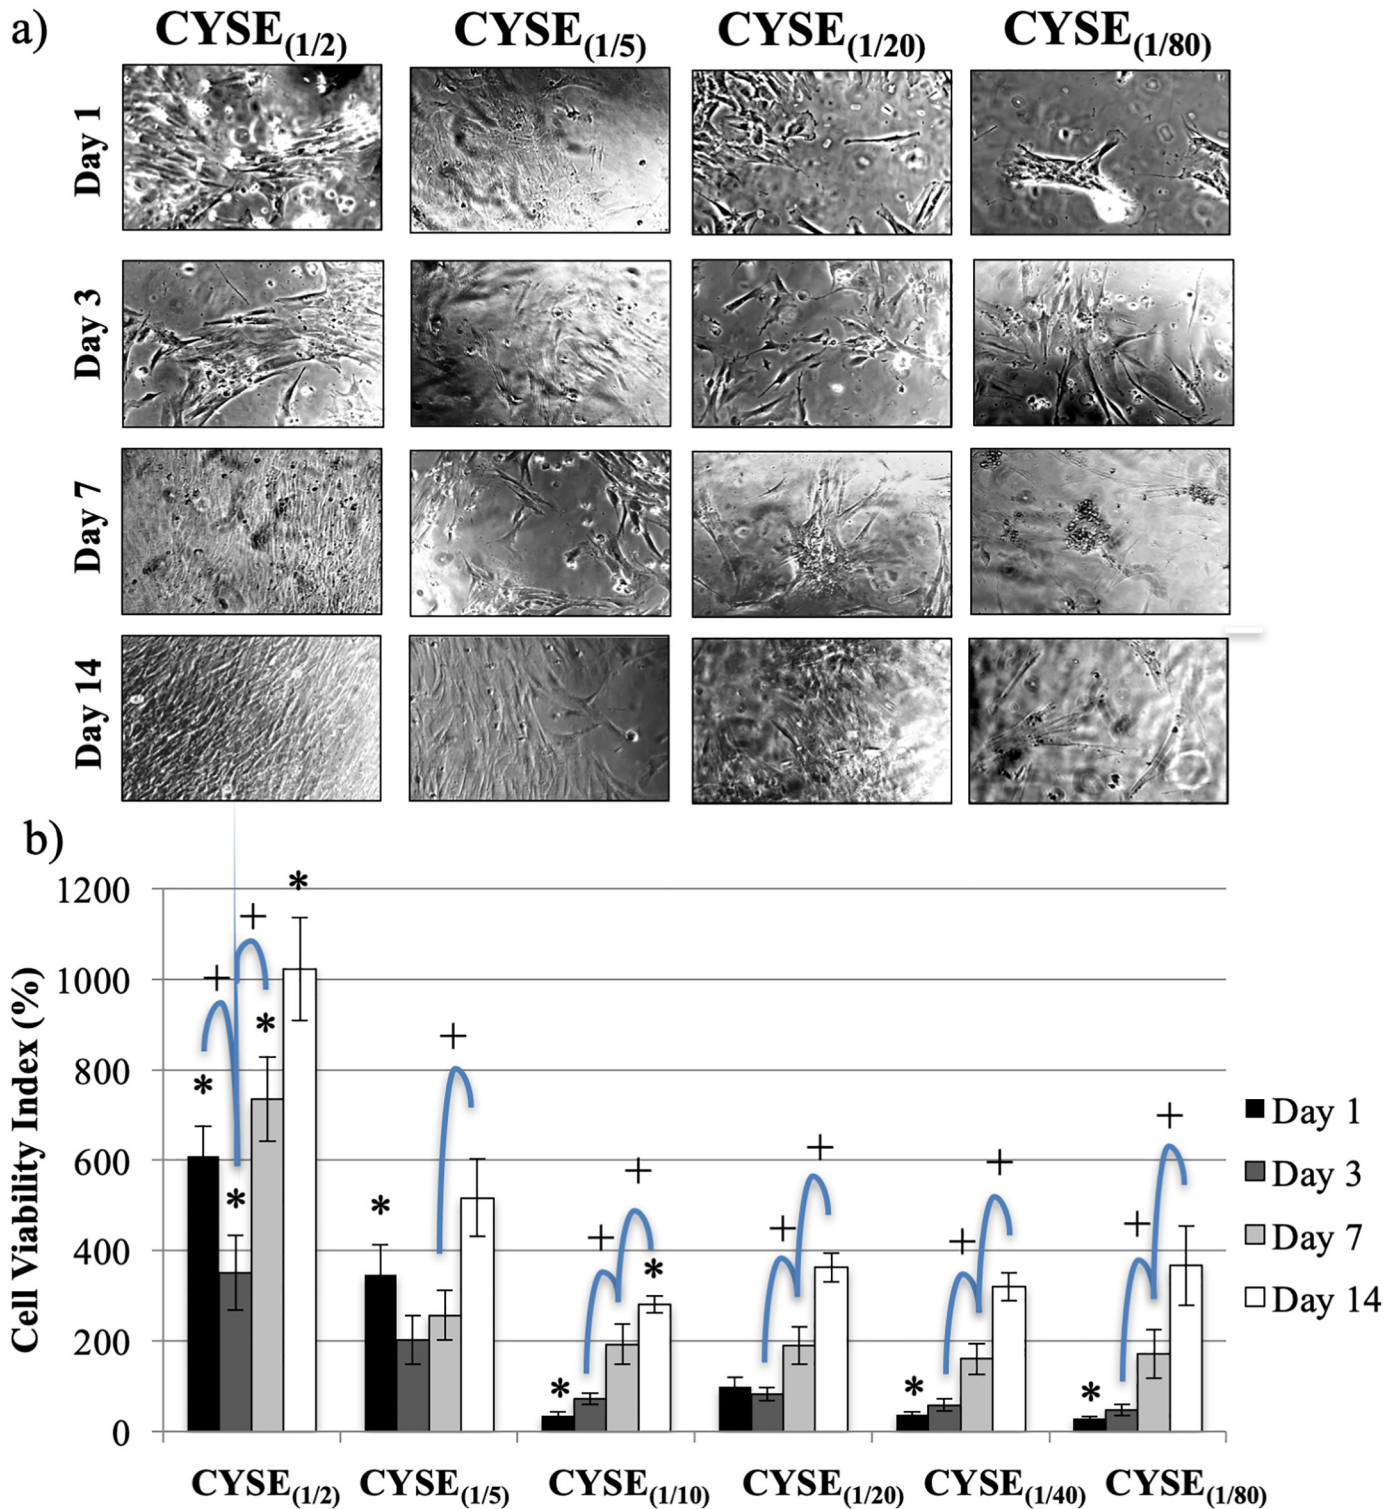 a)
CYSE(1/2) CYSE(1/5) CYSE(1/20) CYSE(1/80)
Day 1
Day 3
Day 7
Day 14
b)
Cell Viability Index (%)
1200
1000
800
600
400
200
0
+ + *
* * *
+
*
+ +
* *
+ +
+ +
*
+ +
*
Day 1
Day 3
Day 7
Day 14
CYSE(1/2) CYSE(1/5) CYSE(1/10) CYSE(1/20) CYSE(1/40) CYSE(1/80)